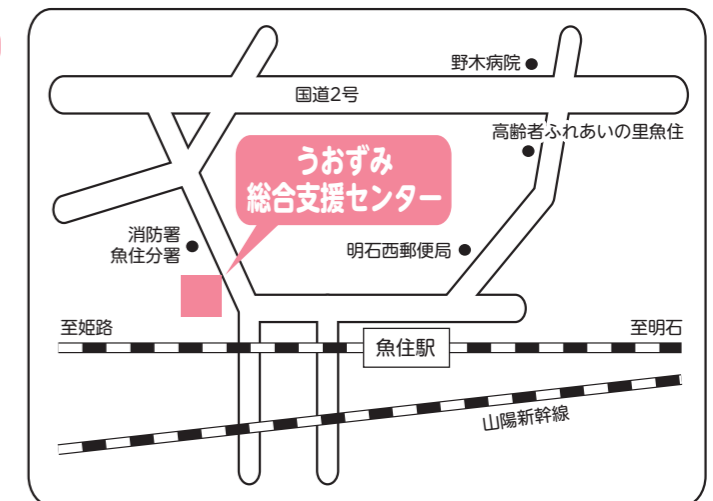 野木病院
国道2号
高齢者ふれあいの里魚住
うおずみ
総合支援センター
消防署
魚住分署
明石西郵便局
至姫路
至明石
魚住駅
山陽新幹線